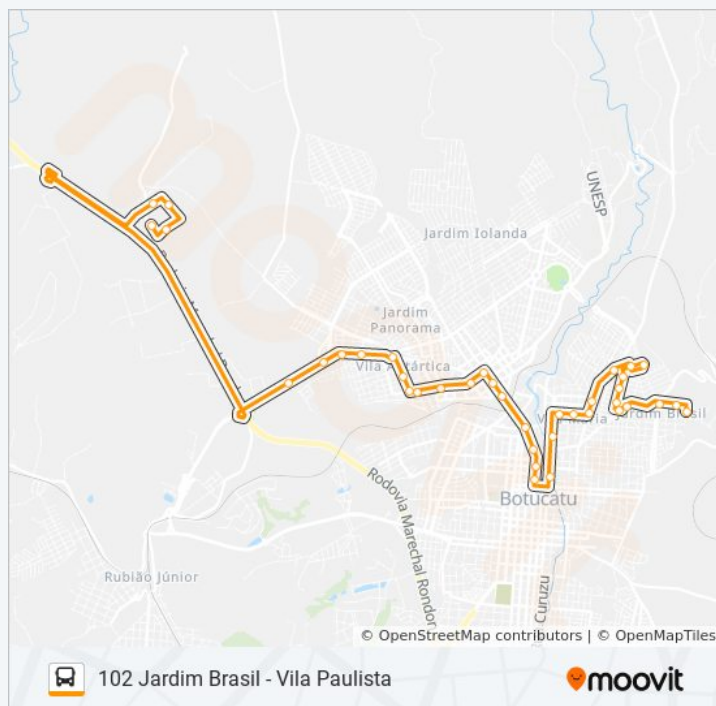 UNESP
Jardim Iolanda
Jardim
Panorama
Vila Antártica
Jardim Brasil
Botucatu
Rodovia Marechal Rondon
Rubião Júnior
© OpenStreetMap contributors | © OpenMapTiles
102 Jardim Brasil - Vila Paulista
moovit